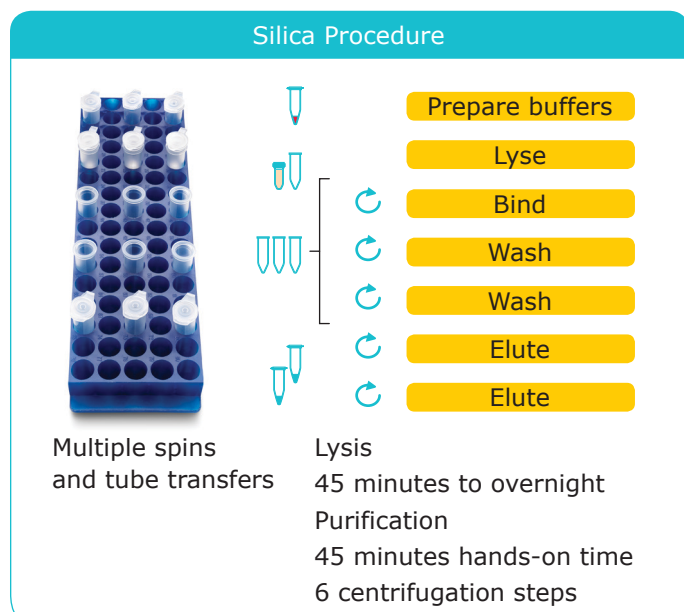 Silica Procedure
Prepare buffers
Lyse
Bind
Wash
Wash
Elute
Elute
Multiple spins
and tube transfers
Lysis
45 minutes to overnight
Purification
45 minutes hands-on time
6 centrifugation steps